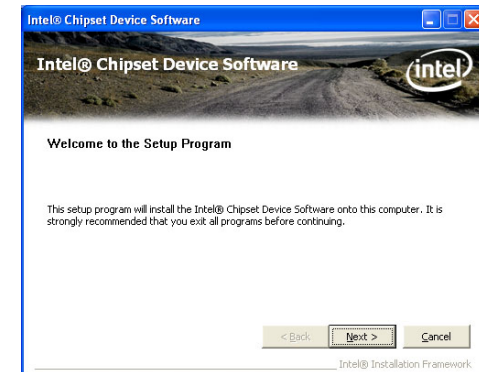 Intel® Chipset Device Software
Intel® Chipset Device Software
intel
Welcome to the Setup Program
This setup program will install the Intel® Chipset Device Software onto this computer. It is
strongly recommended that you exit all programs before continuing.
< Back Next > Cancel
Intel® Installation Framework